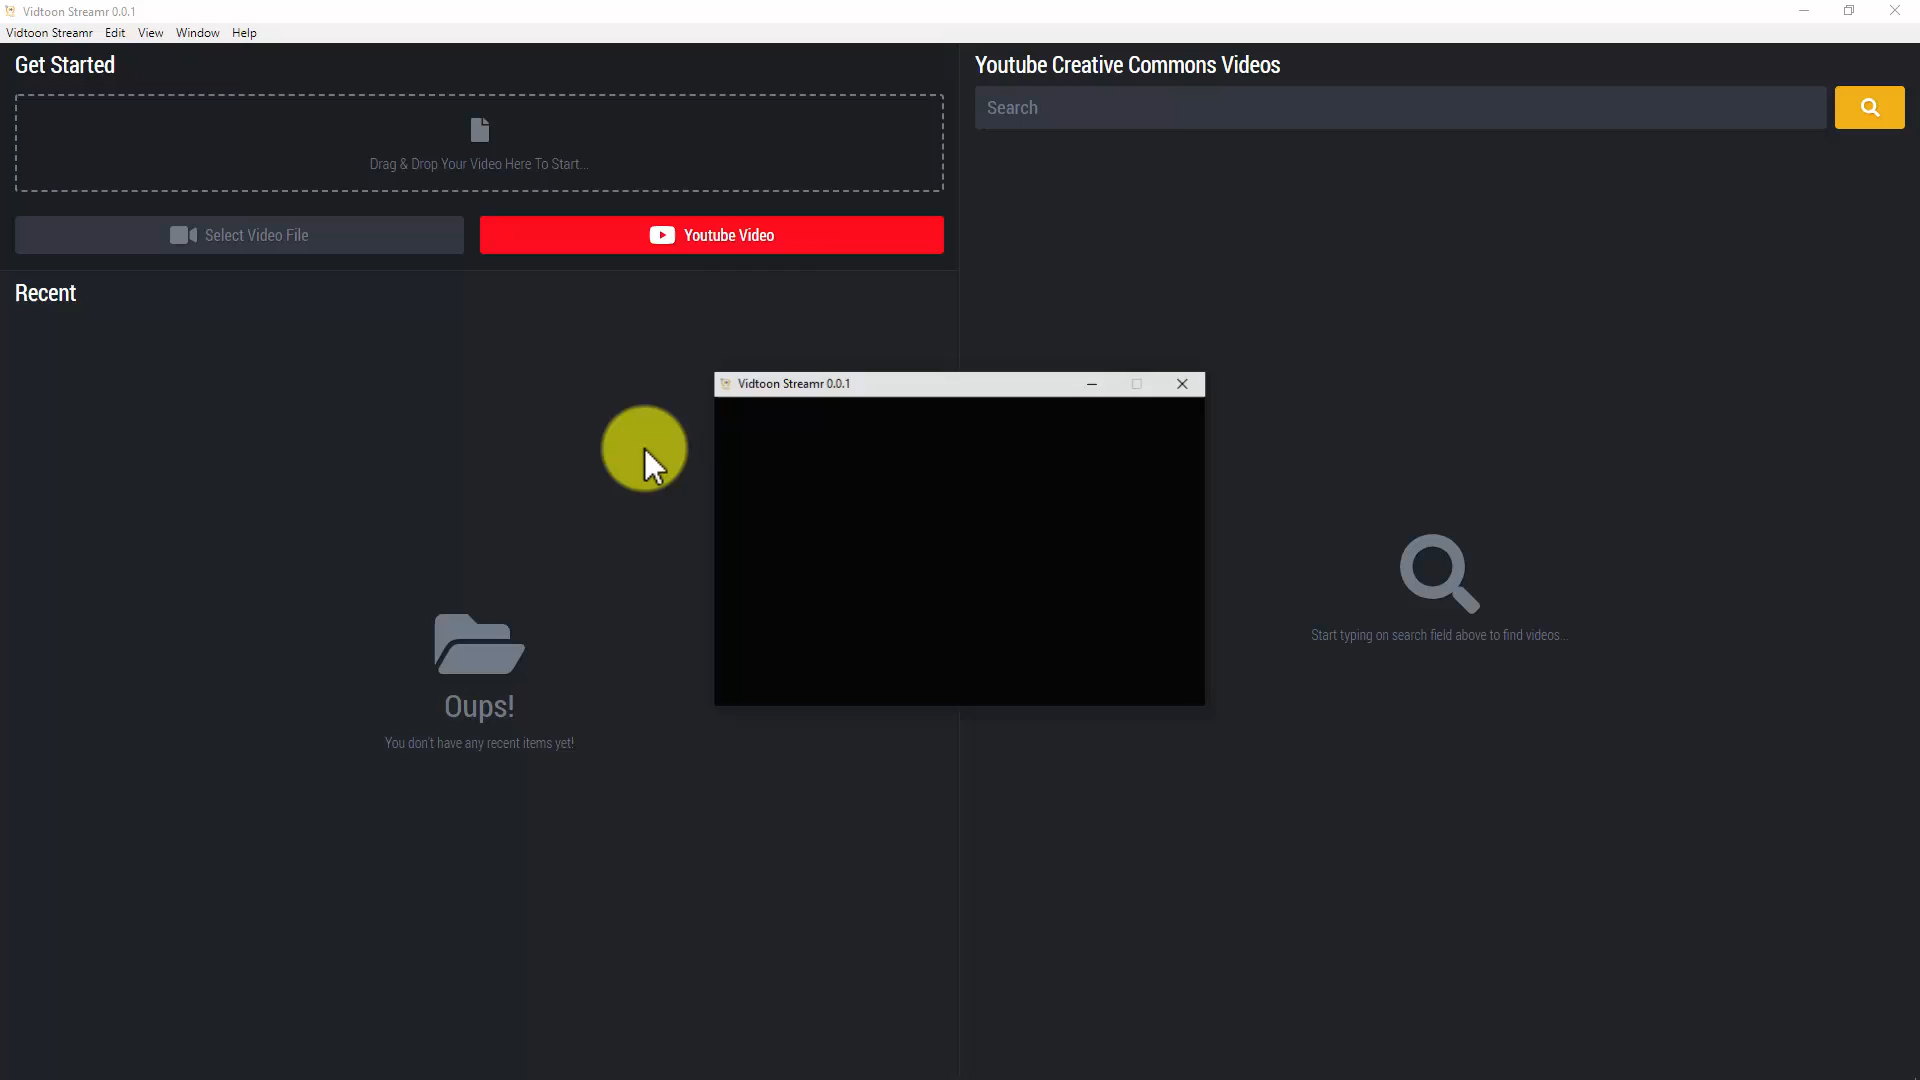 Vidtoon Streamr 0.0.1
Vidtoon Streamr Edit View Window Help
Get Started
Drag & Drop Your Video Here To Start...
Select Video File
Youtube Video
Recent
Oups!
You don't have any recent items yet!
Youtube Creative Commons Videos
Search
Start typing on search field above to find videos...
Vidtoon Streamr 0.0.1